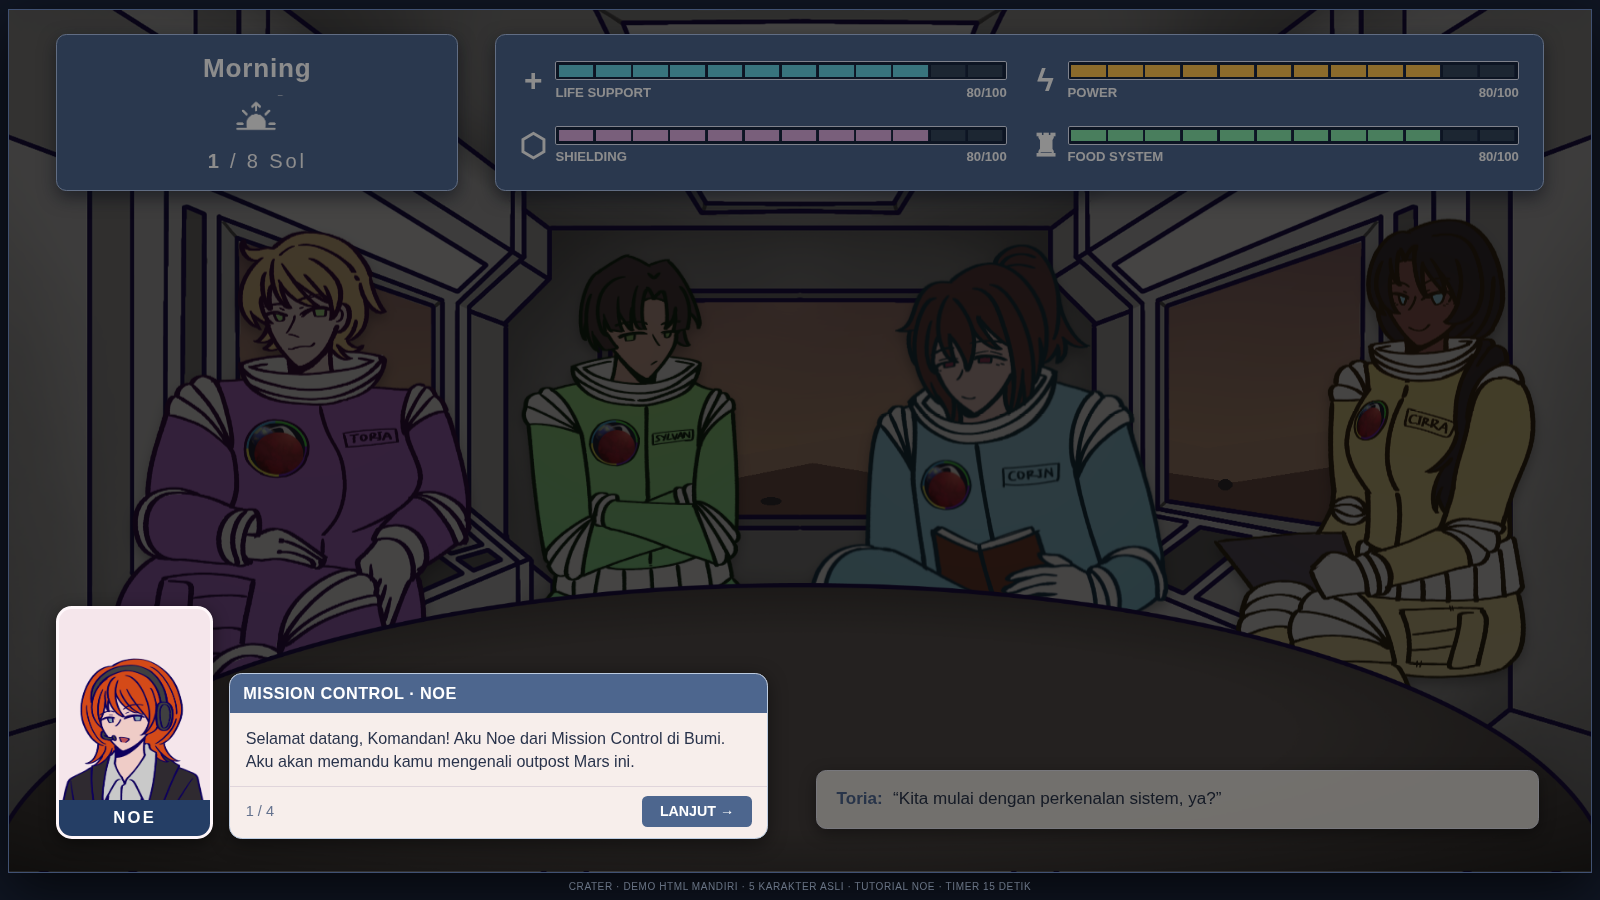 Morning
1 / 8 Sol
LIFE SUPPORT 80/100
POWER 80/100
SHIELDING 80/100
FOOD SYSTEM 80/100
TORIA
SYLVAN
CORIN
CIRRA
MISSION CONTROL · NOE
Selamat datang, Komandan! Aku Noe dari Mission Control di Bumi.
Aku akan memandu kamu mengenali outpost Mars ini.
1 / 4
LANJUT →
NOE
Toria: “Kita mulai dengan perkenalan sistem, ya?”
CRATER · DEMO HTML MANDIRI · 5 KARAKTER ASLI · TUTORIAL NOE · TIMER 15 DETIK